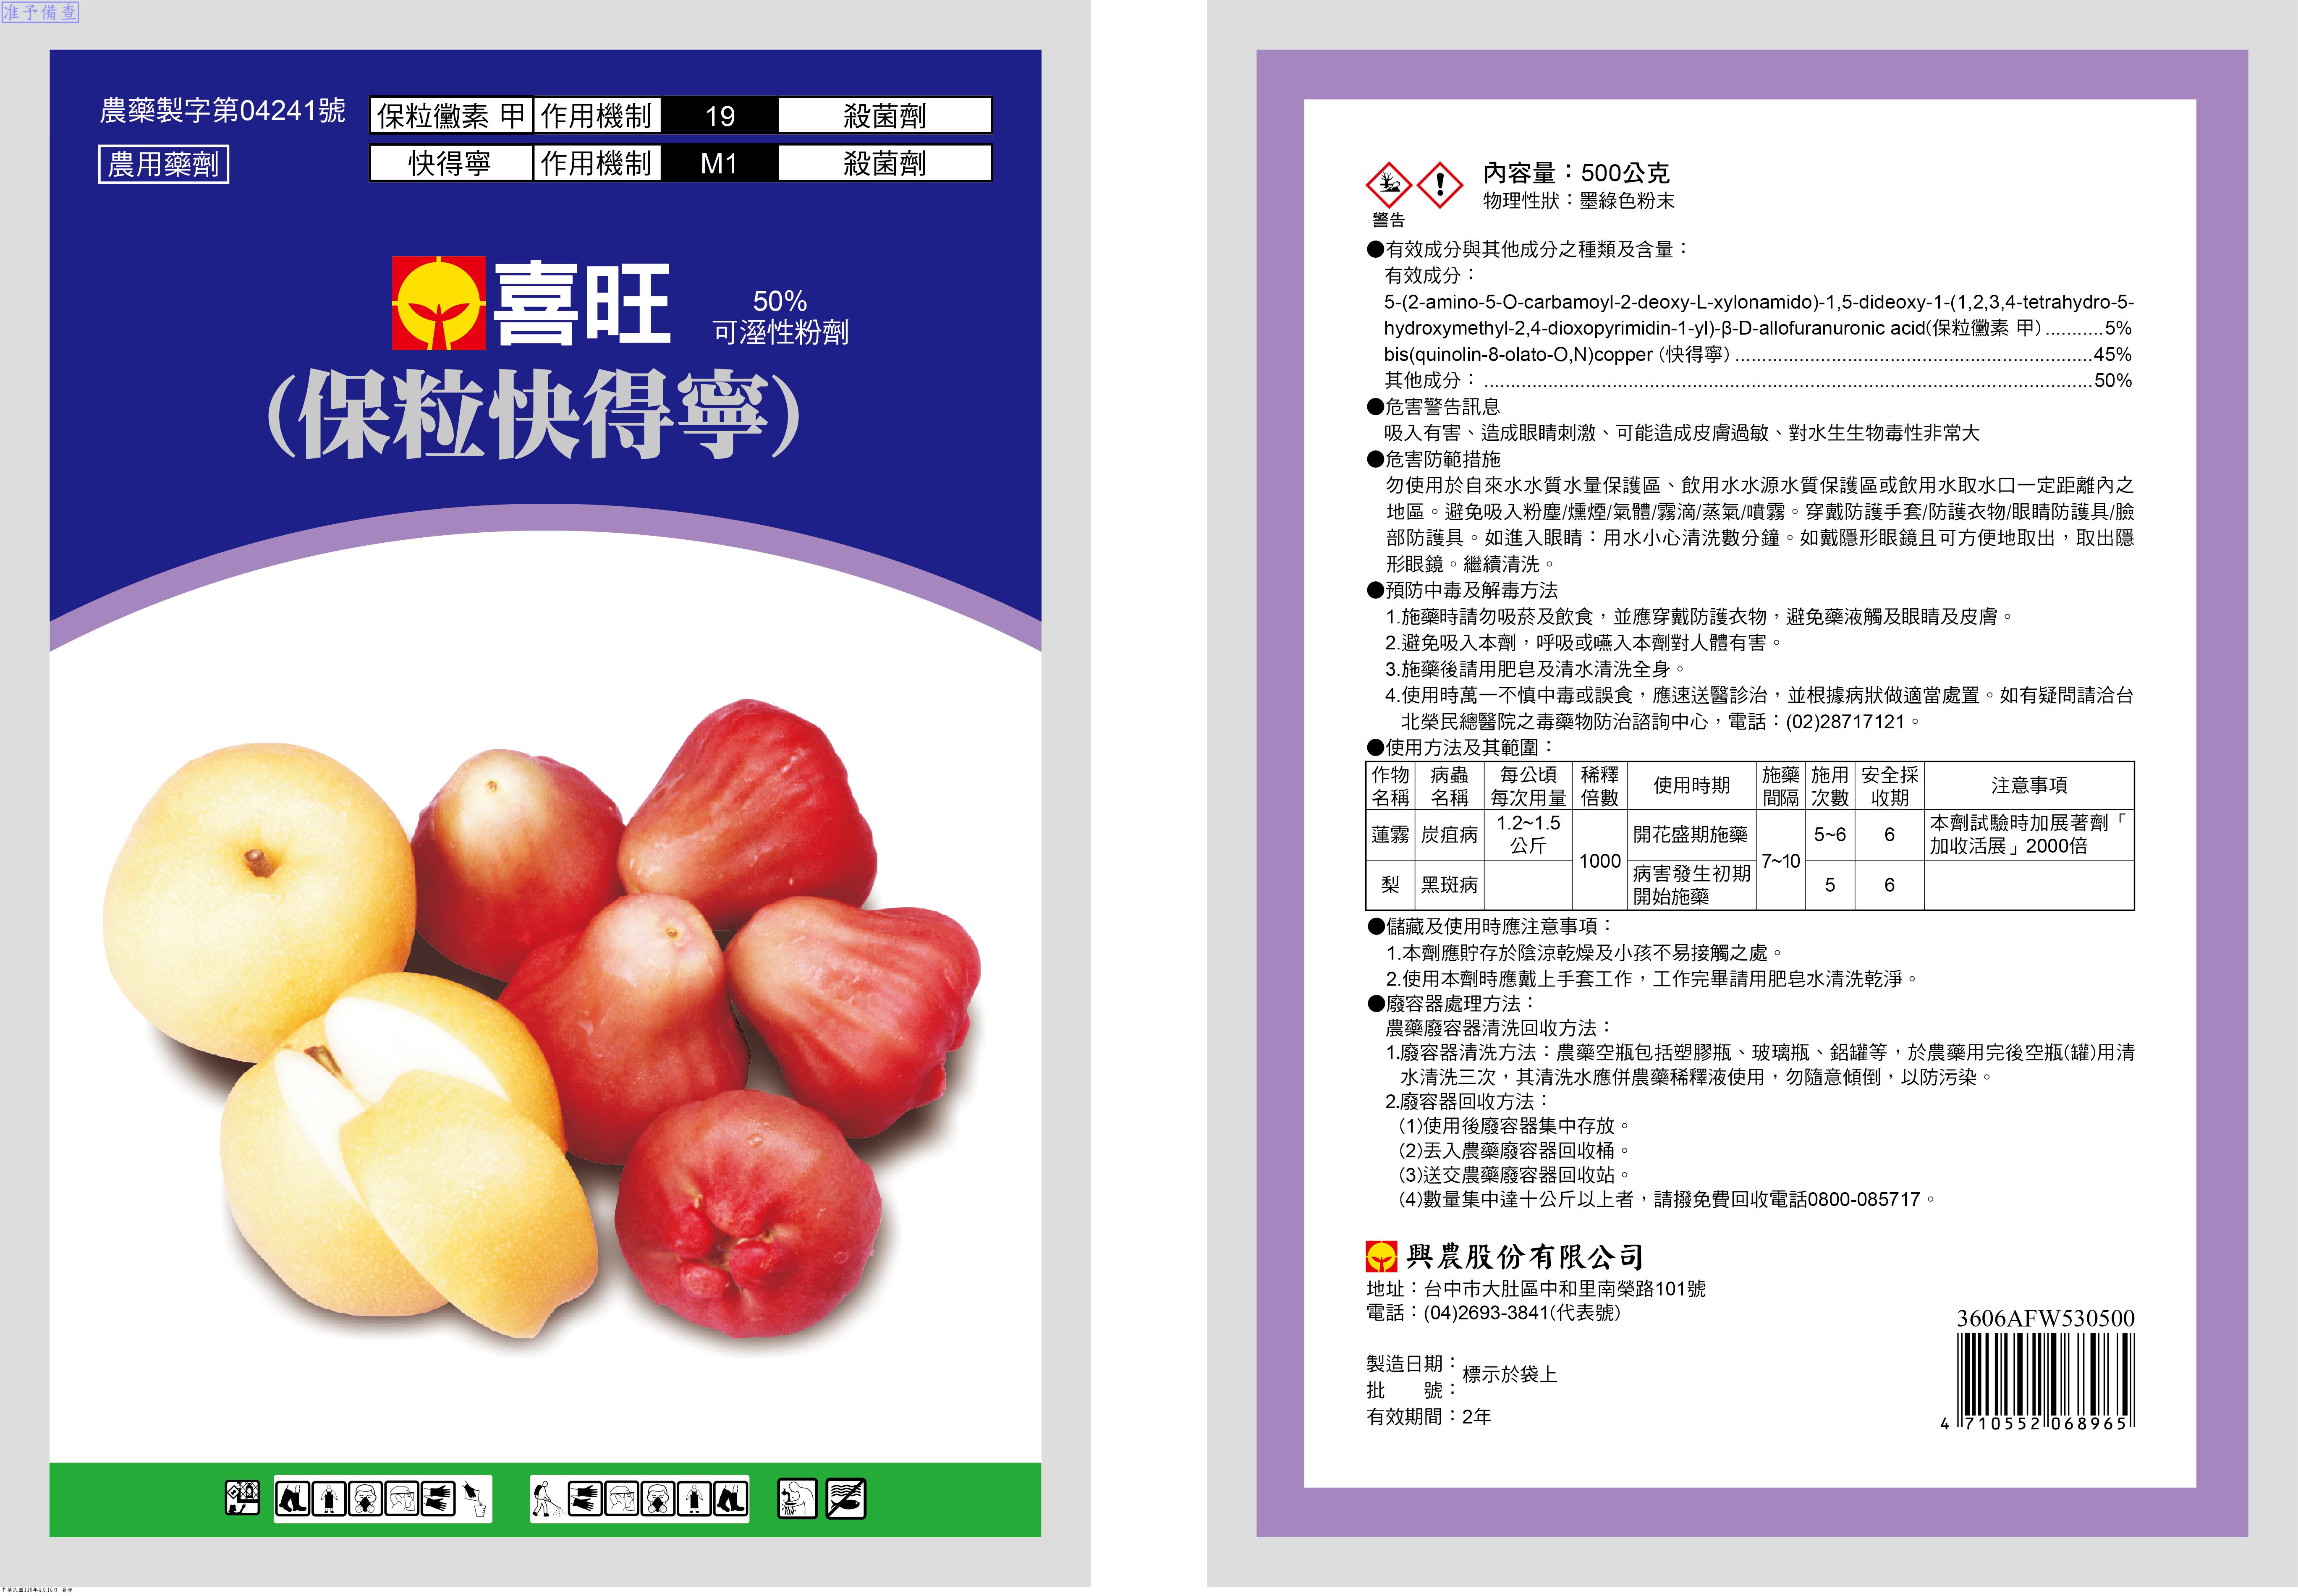 准予備查
農藥製字第04241號
農用藥劑
保粒黴素 甲 作用機制 19 殺菌劑
快得寧 作用機制 M1 殺菌劑
喜旺
50%
可溼性粉劑
(保粒快得寧)
中華民國110年4月15日 簽發
警告
內容量：500公克
物理性狀：墨綠色粉末
●有效成分與其他成分之種類及含量：
有效成分：
5-(2-amino-5-O-carbamoyl-2-deoxy-L-xylonamido)-1,5-dideoxy-1-(1,2,3,4-tetrahydro-5-
hydroxymethyl-2,4-dioxopyrimidin-1-yl)-β-D-allofuranuronic acid(保粒黴素 甲)...........5%
bis(quinolin-8-olato-O,N)copper (快得寧)...................................................................45%
其他成分：..................................................................................................................50%
●危害警告訊息
吸入有害、造成眼睛刺激、可能造成皮膚過敏、對水生生物毒性非常大
●危害防範措施
勿使用於自來水水質水量保護區、飲用水水源水質保護區或飲用水取水口一定距離內之
地區。避免吸入粉塵/燻煙/氣體/霧滴/蒸氣/噴霧。穿戴防護手套/防護衣物/眼睛防護具/臉
部防護具。如進入眼睛：用水小心清洗數分鐘。如戴隱形眼鏡且可方便地取出，取出隱
形眼鏡。繼續清洗。
●預防中毒及解毒方法
1.施藥時請勿吸菸及飲食，並應穿戴防護衣物，避免藥液觸及眼睛及皮膚。
2.避免吸入本劑，呼吸或嚥入本劑對人體有害。
3.施藥後請用肥皂及清水清洗全身。
4.使用時萬一不慎中毒或誤食，應速送醫診治，並根據病狀做適當處置。如有疑問請洽台
北榮民總醫院之毒藥物防治諮詢中心，電話：(02)28717121。
●使用方法及其範圍：
作物名稱 病蟲名稱 每公頃每次用量 稀釋倍數 使用時期 施藥間隔 施用次數 安全採收期 注意事項
蓮霧 炭疽病 1.2~1.5公斤 1000 開花盛期施藥 7~10 5~6 6 本劑試驗時加展著劑「加收活展」2000倍
梨 黑斑病 病害發生初期開始施藥 5 6
●儲藏及使用時應注意事項：
1.本劑應貯存於陰涼乾燥及小孩不易接觸之處。
2.使用本劑時應戴上手套工作，工作完畢請用肥皂水清洗乾淨。
●廢容器處理方法：
農藥廢容器清洗回收方法：
1.廢容器清洗方法：農藥空瓶包括塑膠瓶、玻璃瓶、鋁罐等，於農藥用完後空瓶(罐)用清
水清洗三次，其清洗水應併農藥稀釋液使用，勿隨意傾倒，以防污染。
2.廢容器回收方法：
(1)使用後廢容器集中存放。
(2)丟入農藥廢容器回收桶。
(3)送交農藥廢容器回收站。
(4)數量集中達十公斤以上者，請撥免費回收電話0800-085717。
興農股份有限公司
地址：台中市大肚區中和里南榮路101號
電話：(04)2693-3841(代表號)
製造日期：
批　　號：
標示於袋上
有效期間：2年
3606AFW530500
4 710552 068965